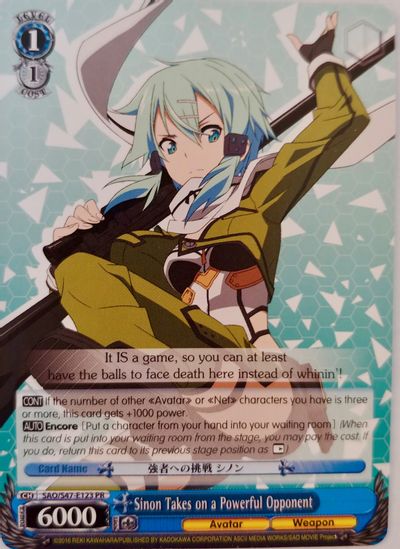 LEVEL
1
1
COST
It IS a game, so you can at least
have the balls to face death here instead of whinin'!
CONT If the number of other «Avatar» or «Net» characters you have is three
or more, this card gets +1000 power.
AUTO Encore [Put a card from your hand into your waiting room] (When
this card is put into your waiting room from the stage, you may pay the cost. If
you do, return this card to its previous stage position as
Card Name
強者への挑戦 シノン
CH SAO/S47-E123 PR
Sinon Takes on a Powerful Opponent
POWER
6000
SOUL
Avatar
Weapon
©2016 REKI KAWAHARA/PUBLISHED BY KADOKAWA CORPORATION ASCII MEDIA WORKS/SAO MOVIE Project